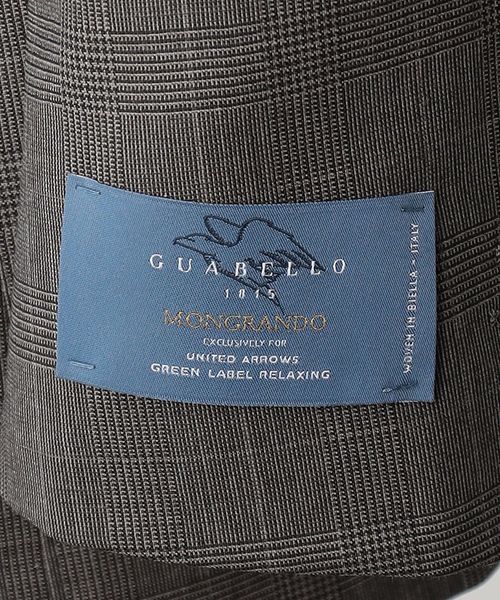 GUABELLO
1815
MONGRANDO
EXCLUSIVELY FOR
UNITED ARROWS
GREEN LABEL RELAXING
WOVEN IN BIELLA - ITALY